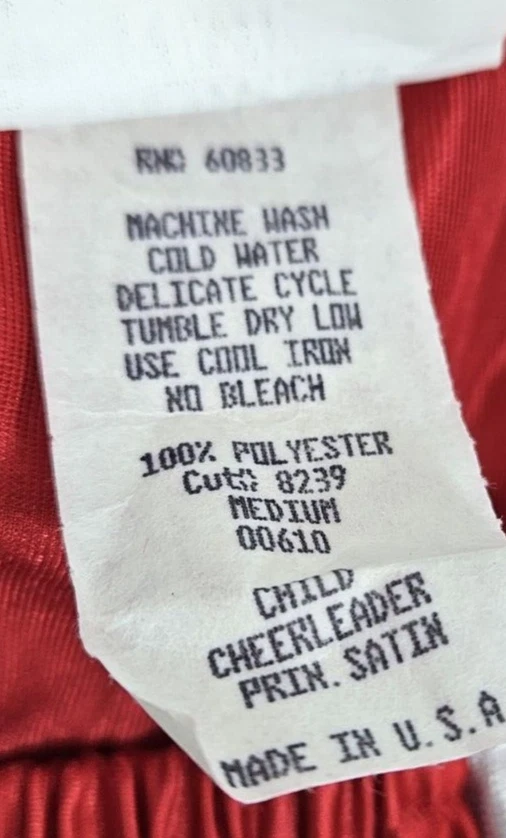 RN# 60833
MACHINE WASH
COLD WATER
DELICATE CYCLE
TUMBLE DRY LOW
USE COOL IRON
NO BLEACH
100% POLYESTER
Cut# 8239
MEDIUM
00610
CHILD
CHEERLEADER
PRIN. SATIN
MADE IN U.S.A